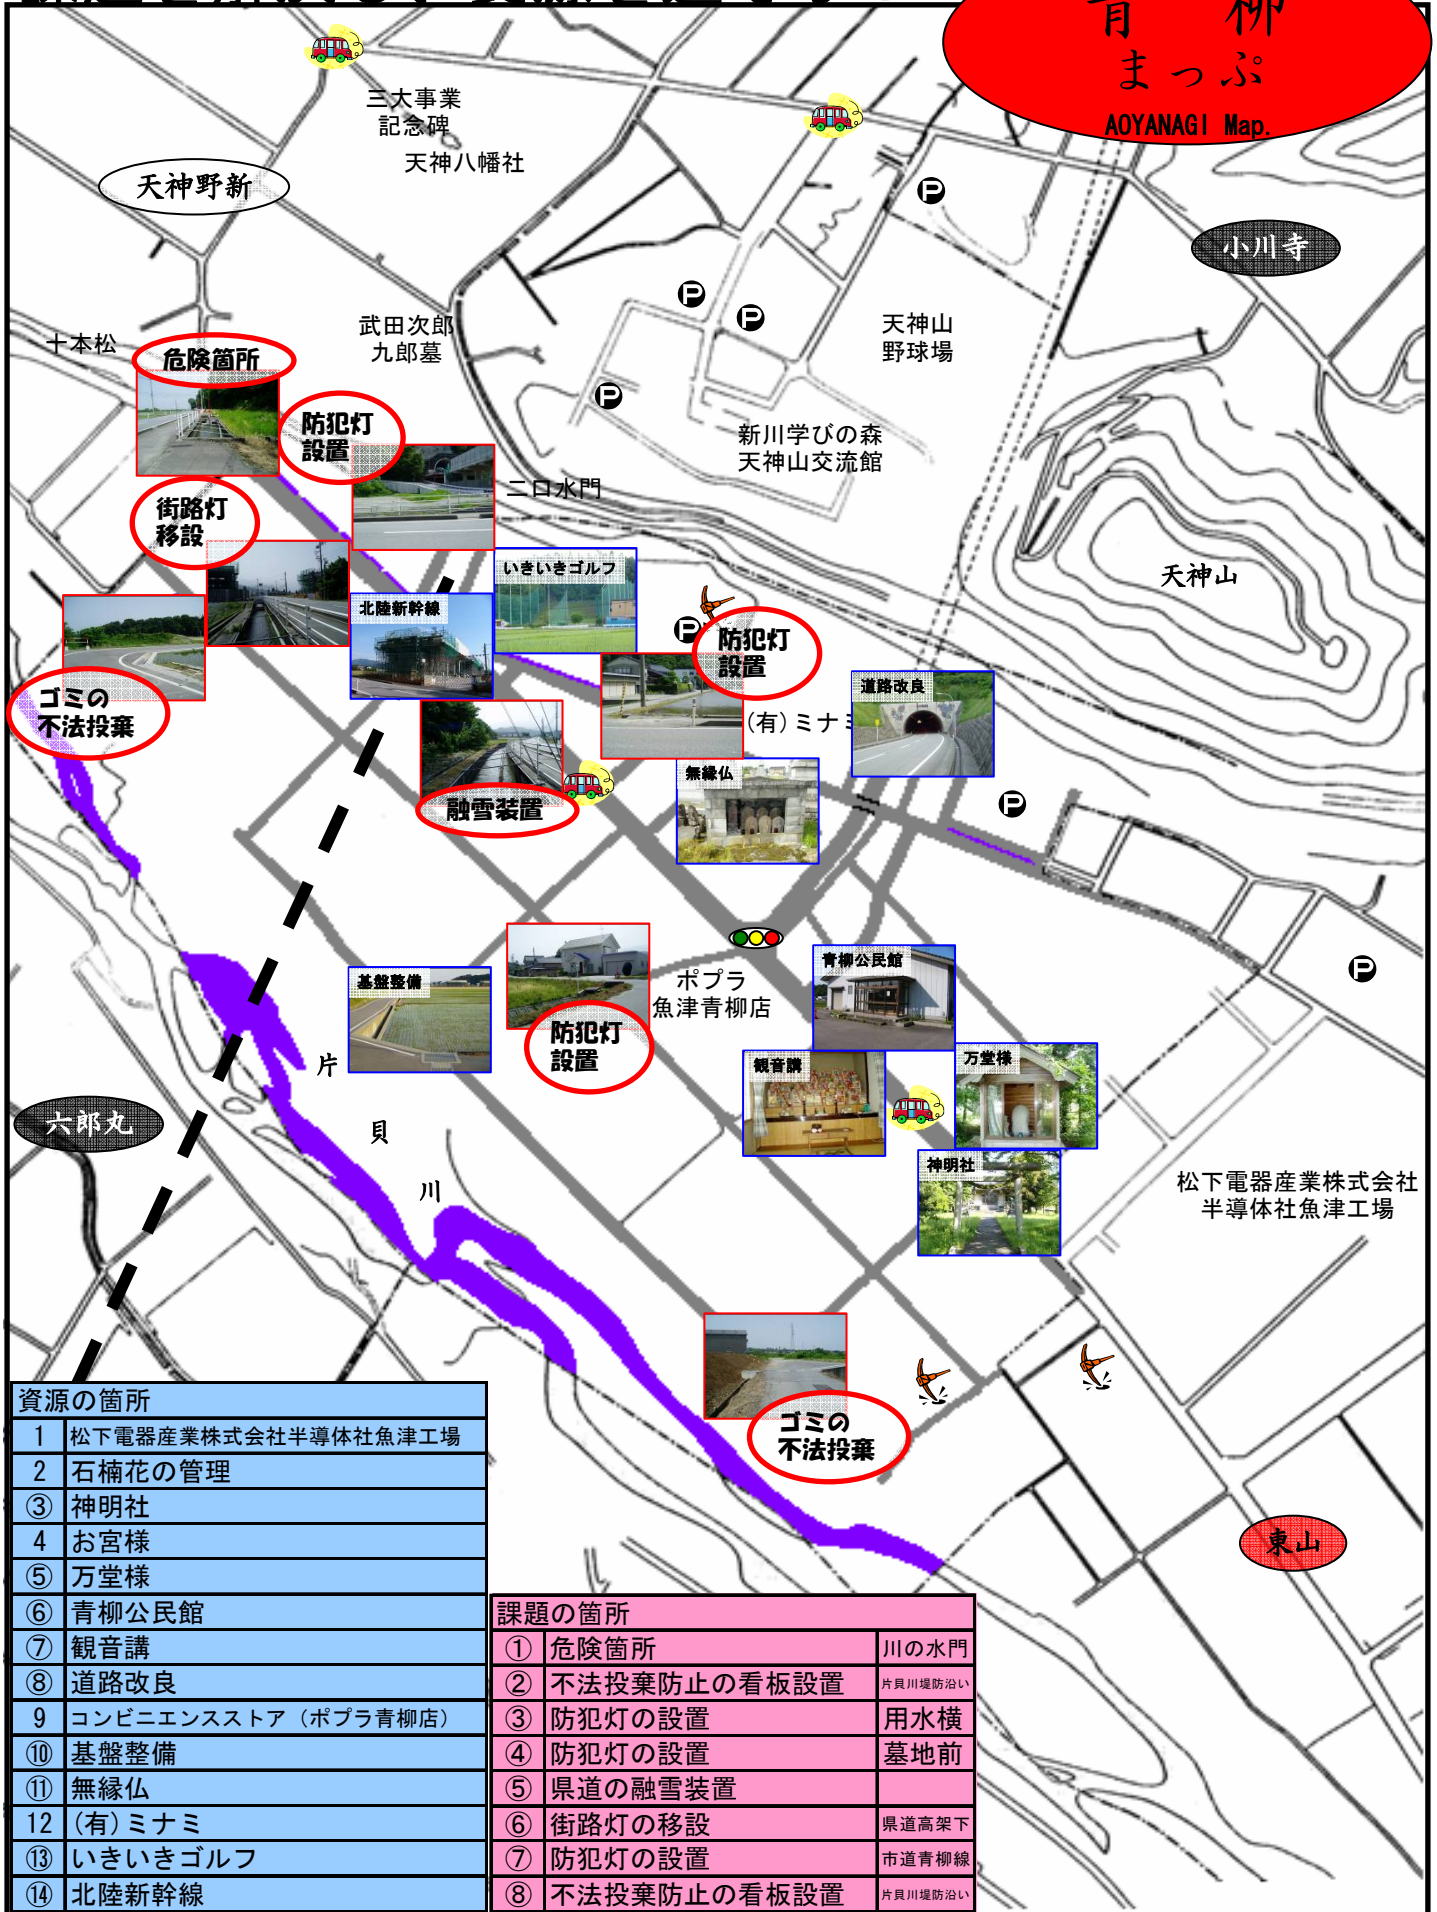 青柳
まっぷ
AOYANAGI Map.
三大事業
記念碑
天神八幡社
天神野新
小川寺
十本松
武田次郎
九郎墓
天神山
野球場
危険箇所
防犯灯
設置
新川学びの森
天神山交流館
二口水門
街路灯
移設
天神山
いきいきゴルフ
北陸新幹線
防犯灯
設置
道路改良
ゴミの
不法投棄
(有)ミナミ
無縁仏
融雪装置
ポプラ
魚津青柳店
青柳公民館
基盤整備
防犯灯
設置
観音講
万堂様
片
貝
川
六郎丸
神明社
松下電器産業株式会社
半導体社魚津工場
ゴミの
不法投棄
東山
資源の箇所
1 松下電器産業株式会社半導体社魚津工場
2 石楠花の管理
③ 神明社
4 お宮様
⑤ 万堂様
⑥ 青柳公民館
⑦ 観音講
⑧ 道路改良
9 コンビニエンスストア（ポプラ青柳店）
⑩ 基盤整備
⑪ 無縁仏
12 (有)ミナミ
⑬ いきいきゴルフ
⑭ 北陸新幹線
課題の箇所
① 危険箇所 川の水門
② 不法投棄防止の看板設置 片貝川堤防沿い
③ 防犯灯の設置 用水横
④ 防犯灯の設置 墓地前
⑤ 県道の融雪装置
⑥ 街路灯の移設 県道高架下
⑦ 防犯灯の設置 市道青柳線
⑧ 不法投棄防止の看板設置 片貝川堤防沿い
P
P
P
P
P
P
P